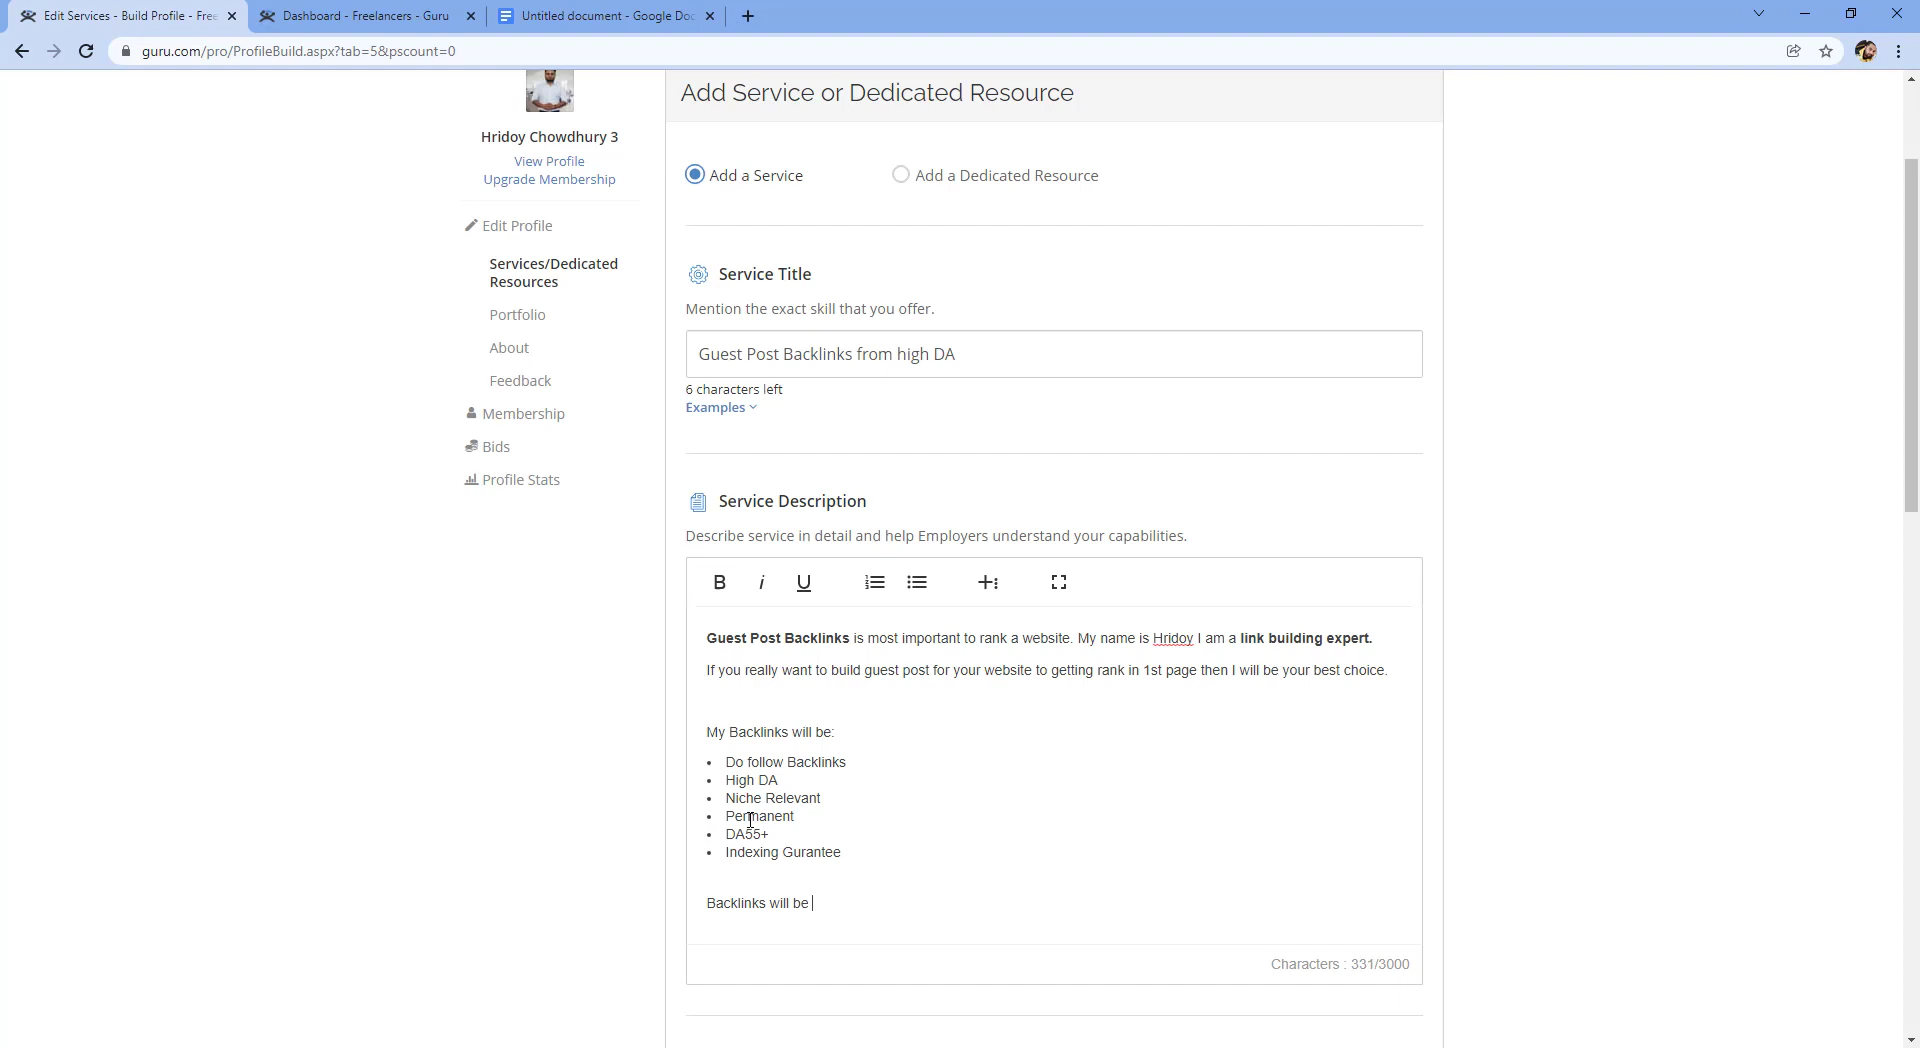 Edit Services - Build Profile - Free
Dashboard - Freelancers - Guru
Untitled document - Google Doc
guru.com/pro/ProfileBuild.aspx?tab=5&pscount=0
Hridoy Chowdhury 3
View Profile
Upgrade Membership
Edit Profile
Services/Dedicated
Resources
Portfolio
About
Feedback
Membership
Bids
Profile Stats
Add Service or Dedicated Resource
Add a Service
Add a Dedicated Resource
Service Title
Mention the exact skill that you offer.
Guest Post Backlinks from high DA
6 characters left
Examples
Service Description
Describe service in detail and help Employers understand your capabilities.
B i U
Guest Post Backlinks is most important to rank a website. My name is Hridoy I am a link building expert.
If you really want to build guest post for your website to getting rank in 1st page then I will be your best choice.
My Backlinks will be:
• Do follow Backlinks
• High DA
• Niche Relevant
• Permanent
• DA55+
• Indexing Gurantee
Backlinks will be
Characters : 331/3000